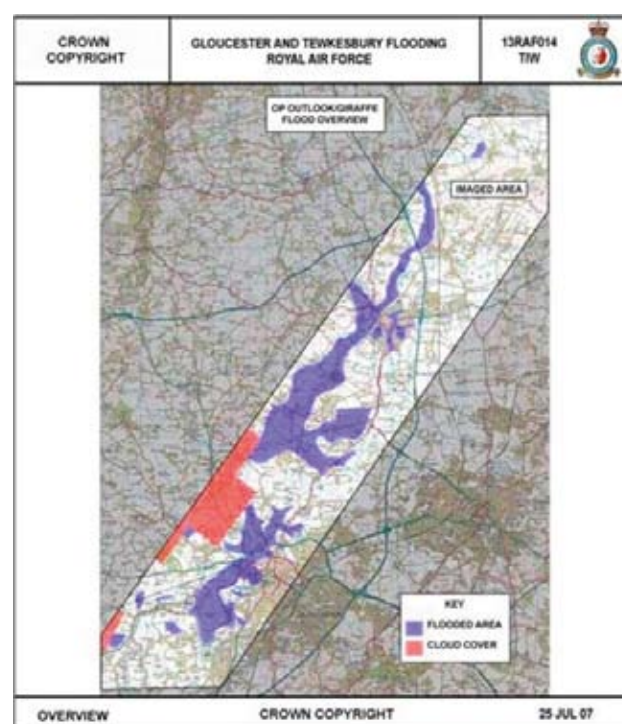 CROWN
COPYRIGHT
GLOUCESTER AND TEWKESBURY FLOODING
ROYAL AIR FORCE
13RAF014
TIW
OP OUTLOOK/GIRAFFE
FLOOD OVERVIEW
IMAGED AREA
KEY
FLOODED AREA
CLOUD COVER
OVERVIEW
CROWN COPYRIGHT
25 JUL 07